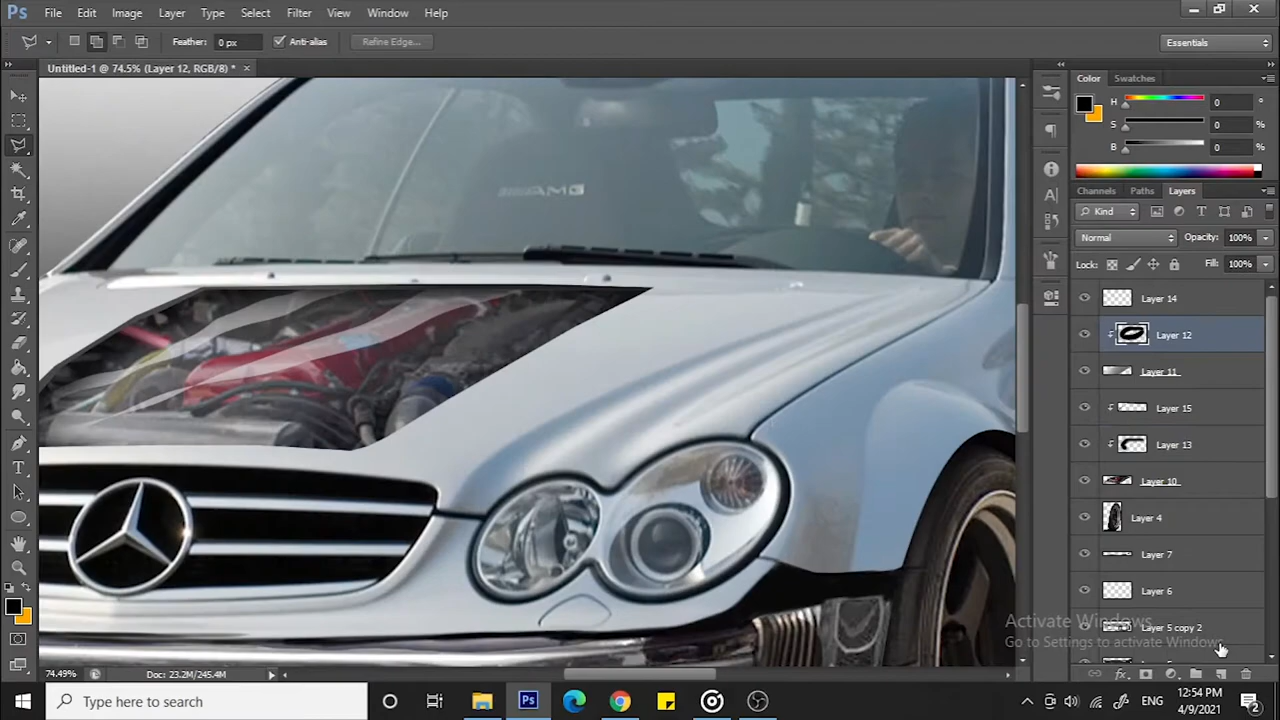 Ps File Edit Image Layer Type Select Filter View Window Help
Feather: 0 px Anti-alias Refine Edge... Essentials
Untitled-1 @ 74.5% (Layer 12, RGB/8) * ×
Color Swatches
H 0 °
S 0 %
B 0 %
Channels Paths Layers
Kind
Normal Opacity: 100%
Lock: Fill: 100%
Layer 14
Layer 12
Layer 11
Layer 15
Layer 13
Layer 10
Layer 4
Layer 7
Layer 6
Layer 5 copy 2
AMG
Activate Windows
Go to Settings to activate Windows.
74.49% Doc: 23.2M/245.4M
Type here to search
Ps
ENG
12:54 PM
4/9/2021
2